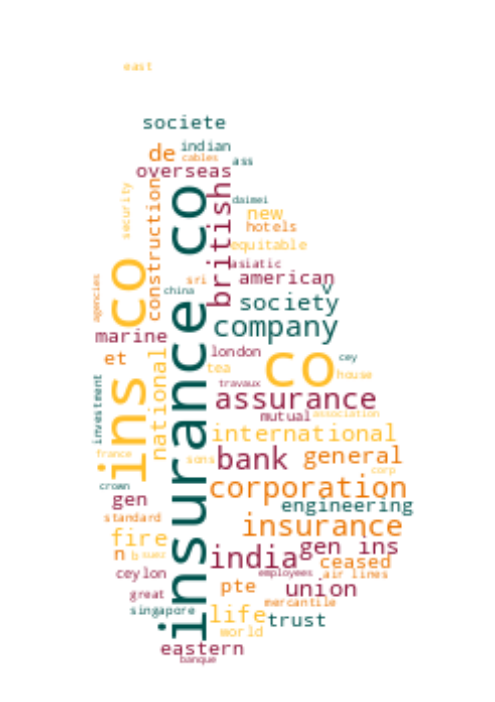 east
societe
de
indian
cables
ass
overseas
security
construction
insurance co
british
daimei
new
hotels
equitable
asiatic
american
ins co
sri
china
agencies
v
society
company
marine
london
et
national
co
cey
tea
house
travaux
investment
assurance
mutual
association
international
france
sons
bank
general
corp
crown
corporation
gen
engineering
standard
insurance
fire
n
b
suez
india
gen ins
ceased
ceylon
employees
air lines
pte
union
great
mercantile
singapore
life
trust
world
eastern
banque